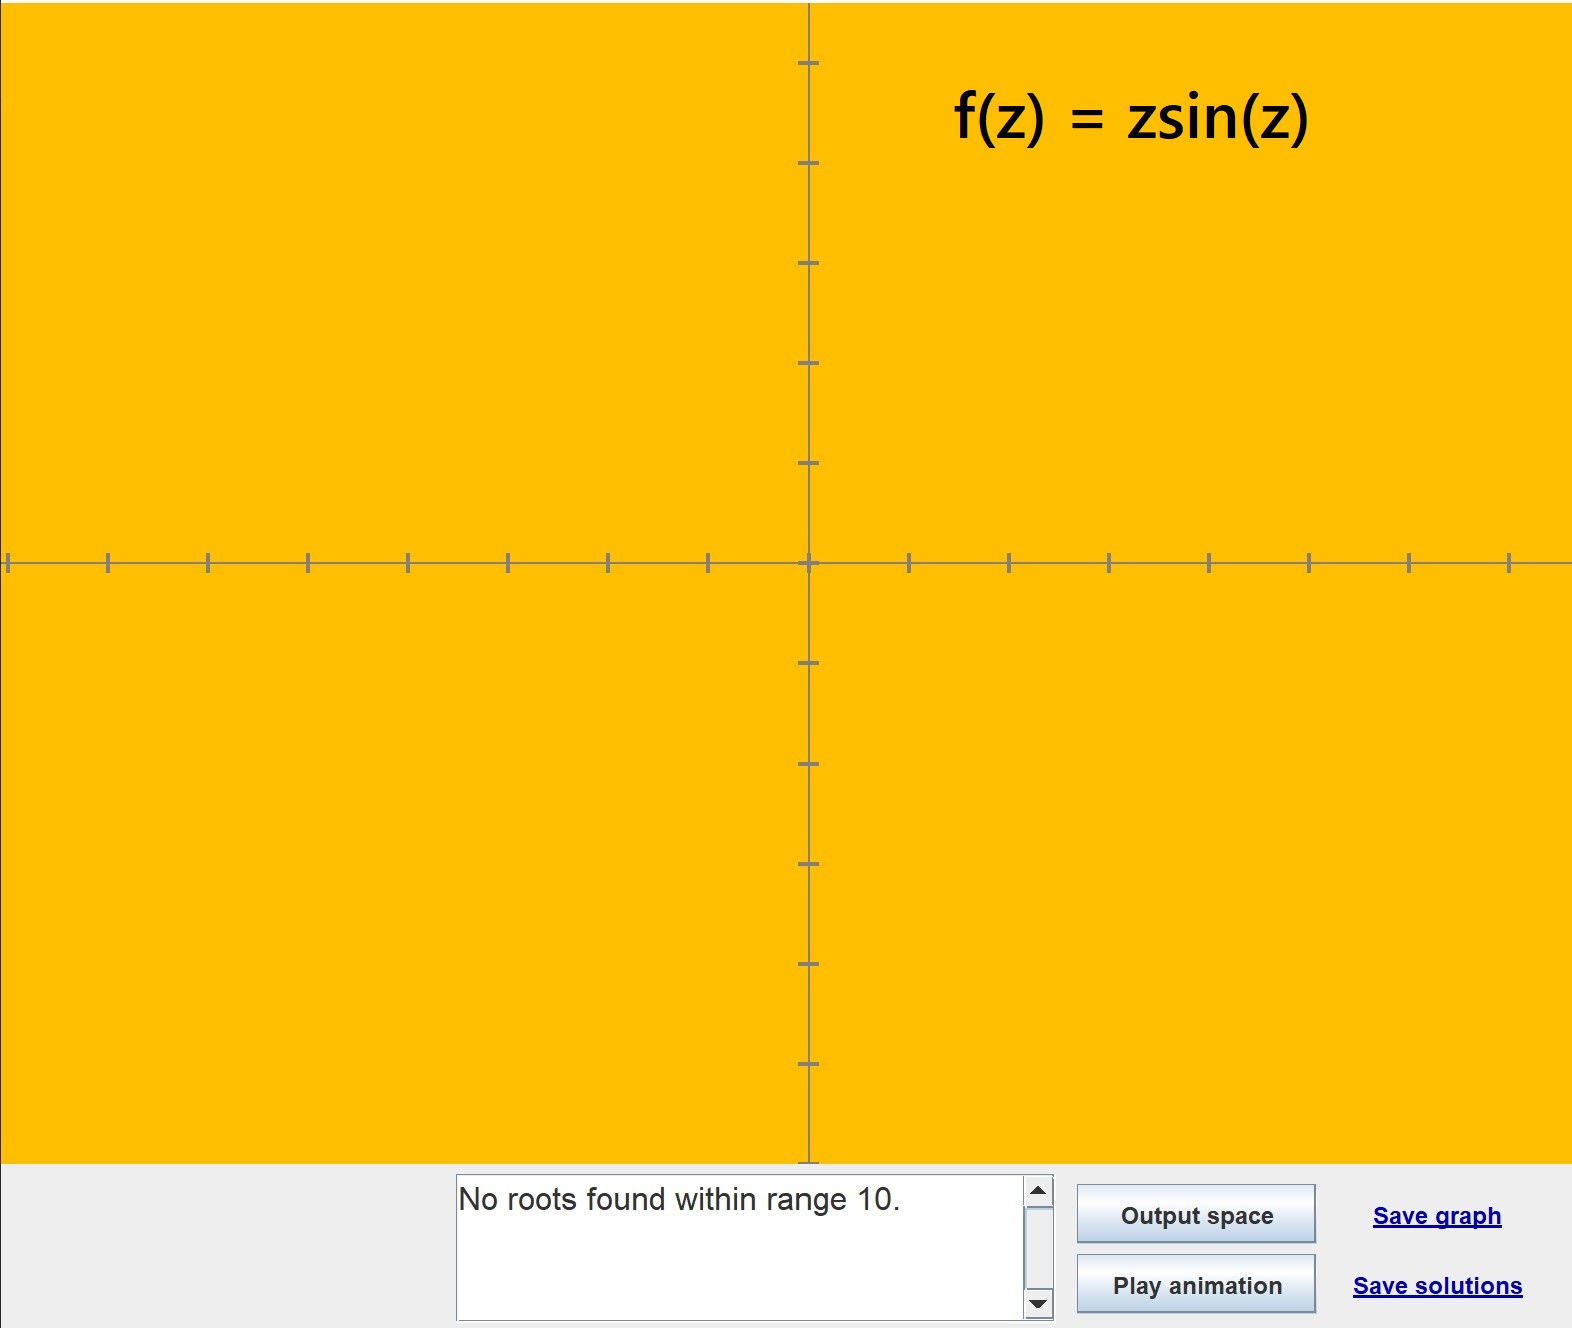 f(z) = zsin(z)
No roots found within range 10.
Output space
Save graph
Play animation
Save solutions